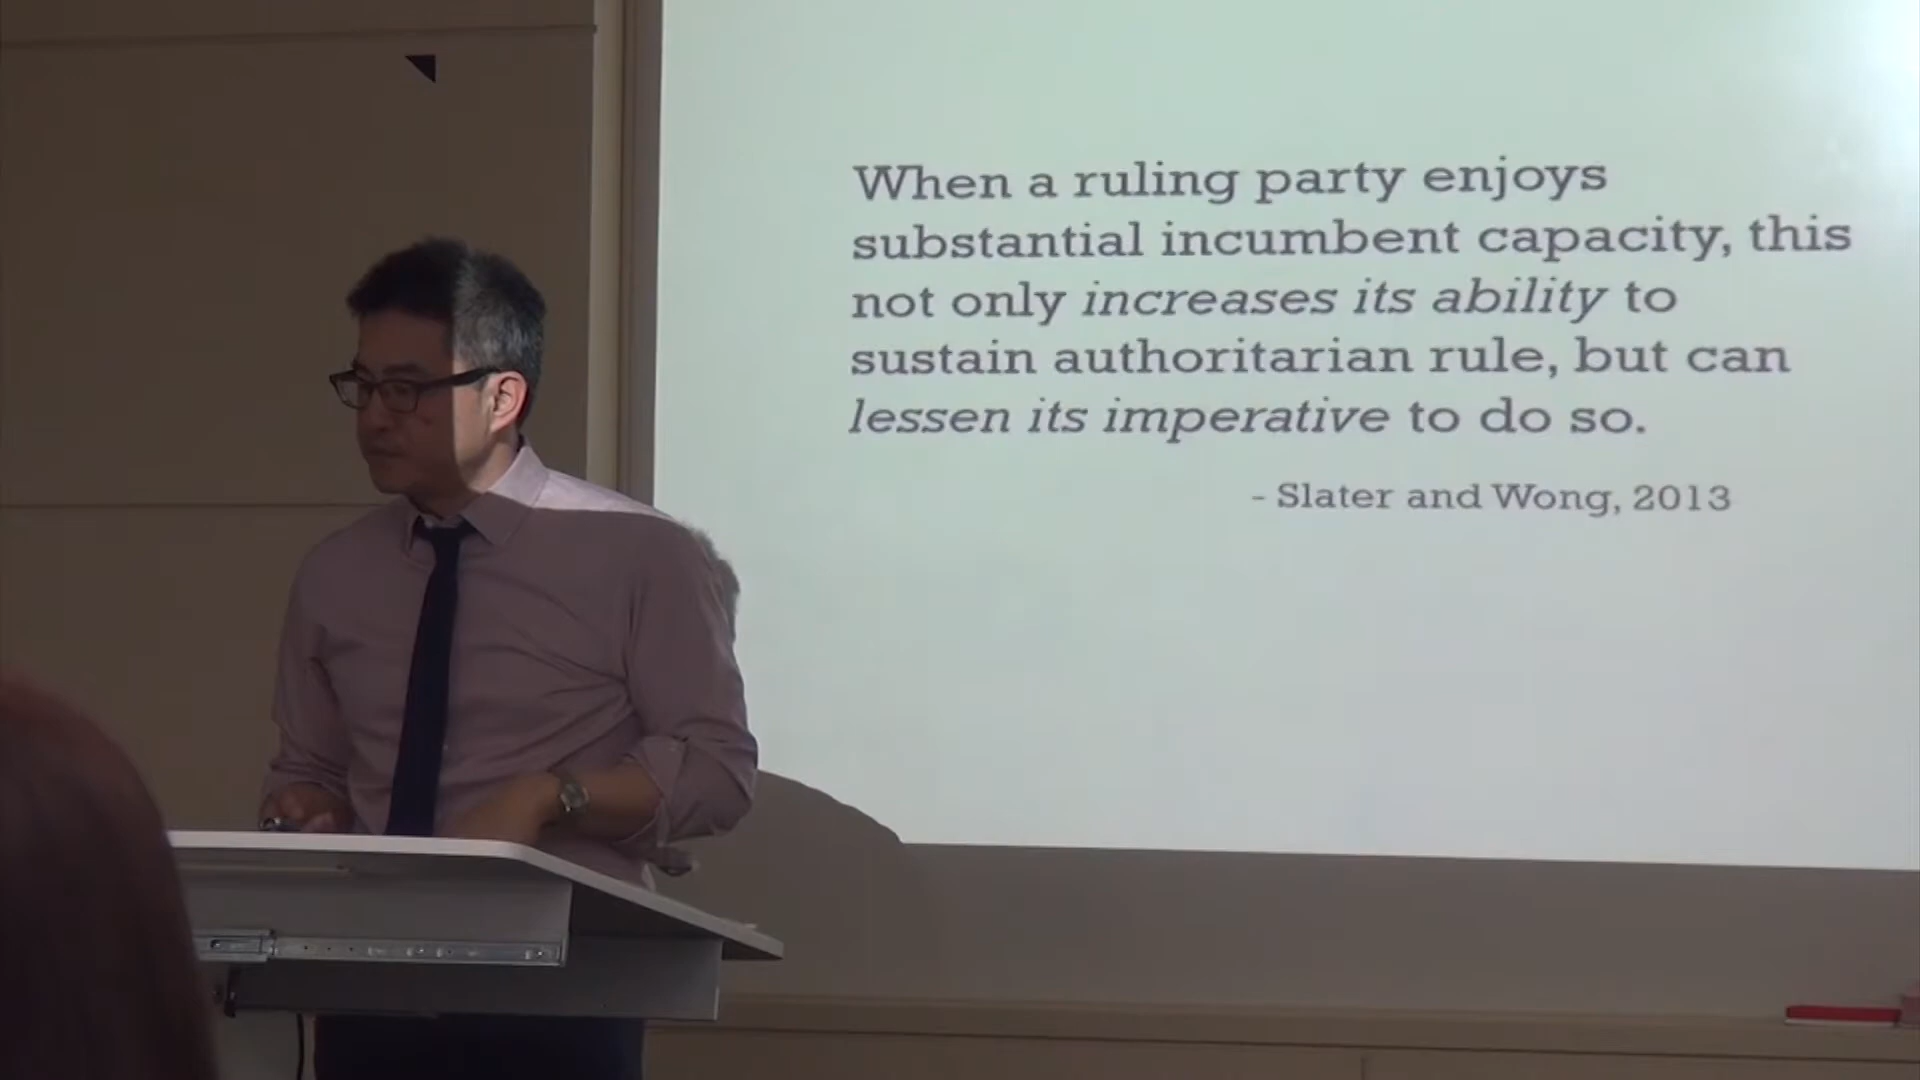 When a ruling party enjoys
substantial incumbent capacity, this
not only increases its ability to
sustain authoritarian rule, but can
lessen its imperative to do so.
- Slater and Wong, 2013